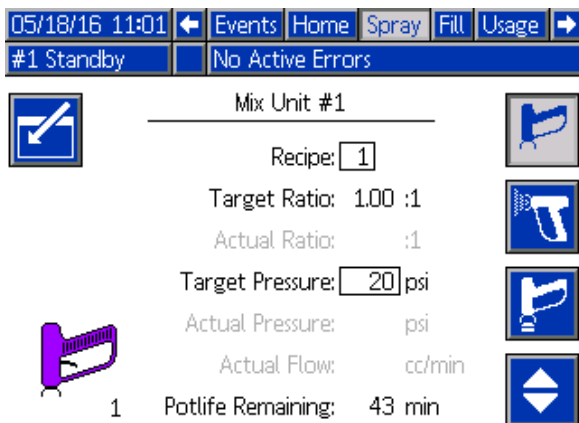 05/18/16 11:01 Events Home Spray Fill Usage
#1 Standby No Active Errors
Mix Unit #1
Recipe: 1
Target Ratio: 1.00 :1
Actual Ratio: :1
Target Pressure: 20 psi
Actual Pressure: psi
Actual Flow: cc/min
1
Potlife Remaining: 43 min